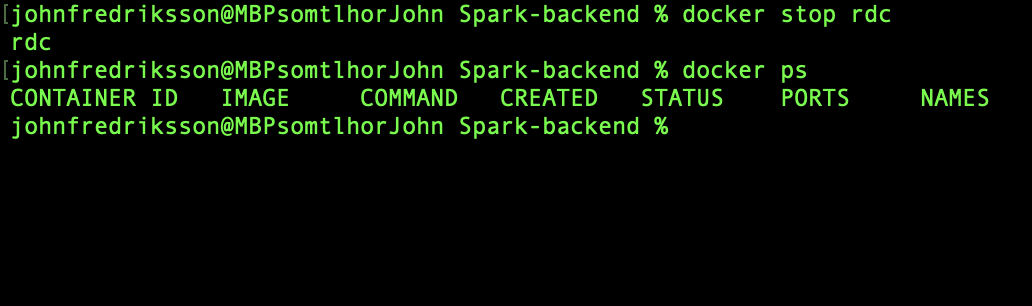 [johnfredriksson@MBPsomtlhorJohn Spark-backend % docker stop rdc
rdc
[johnfredriksson@MBPsomtlhorJohn Spark-backend % docker ps
CONTAINER ID   IMAGE     COMMAND   CREATED   STATUS    PORTS     NAMES
johnfredriksson@MBPsomtlhorJohn Spark-backend %